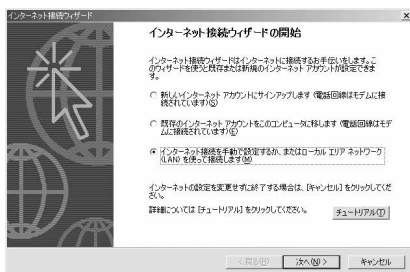 インターネット接続ウィザード
インターネット接続ウィザードの開始
インターネット接続ウィザードはインターネットに接続するお手伝いをします。こ
のウィザードを使うと既存または新規のインターネット アカウントが設定できま
す。
新しいインターネット アカウントにサインアップします (電話回線はモデムに接
続されています)(S)
既存のインターネット アカウントをこのコンピュータに移します (電話回線はモデ
ムに接続されています)(E)
インターネット接続を手動で設定するか、またはローカル エリア ネットワーク
(LAN) を使って接続します(M)
インターネットの設定を変更せずに終了する場合は、[キャンセル] をクリックしてくだ
さい。
詳細については [チュートリアル] をクリックしてください。
チュートリアル(T)
< 戻る(B)
次へ(N) >
キャンセル